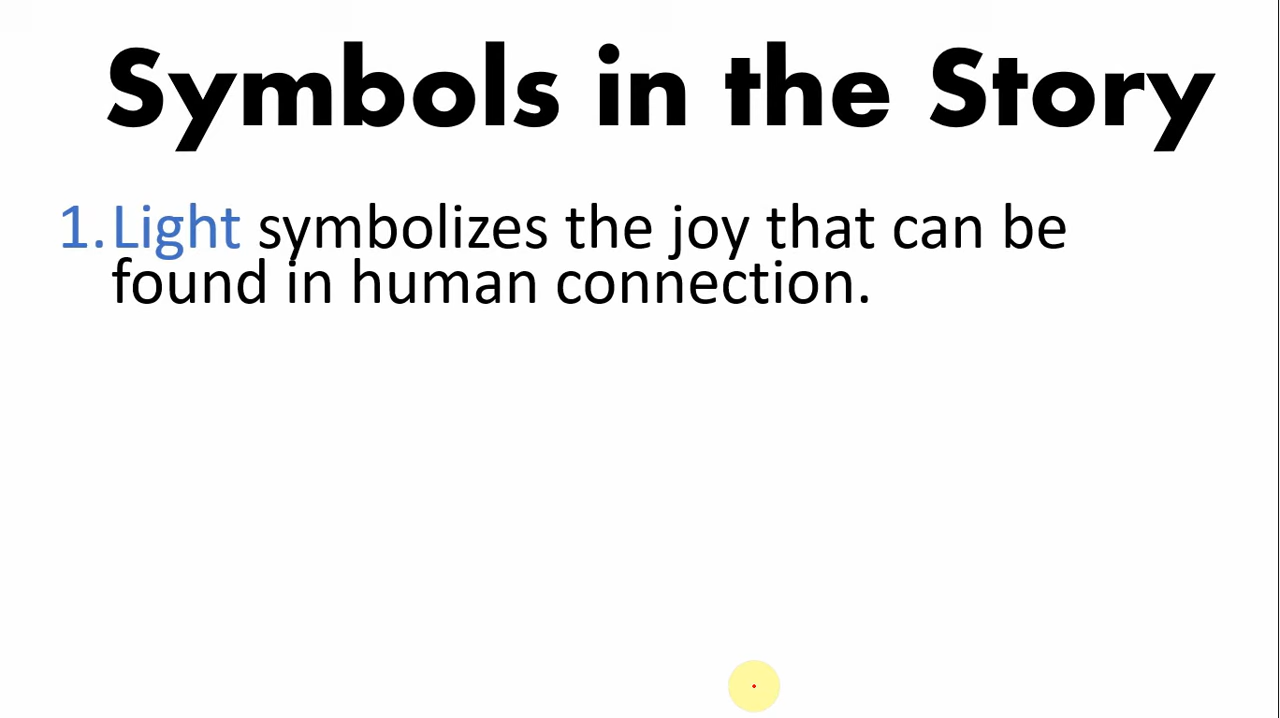 Symbols in the Story
1. Light symbolizes the joy that can be
found in human connection.